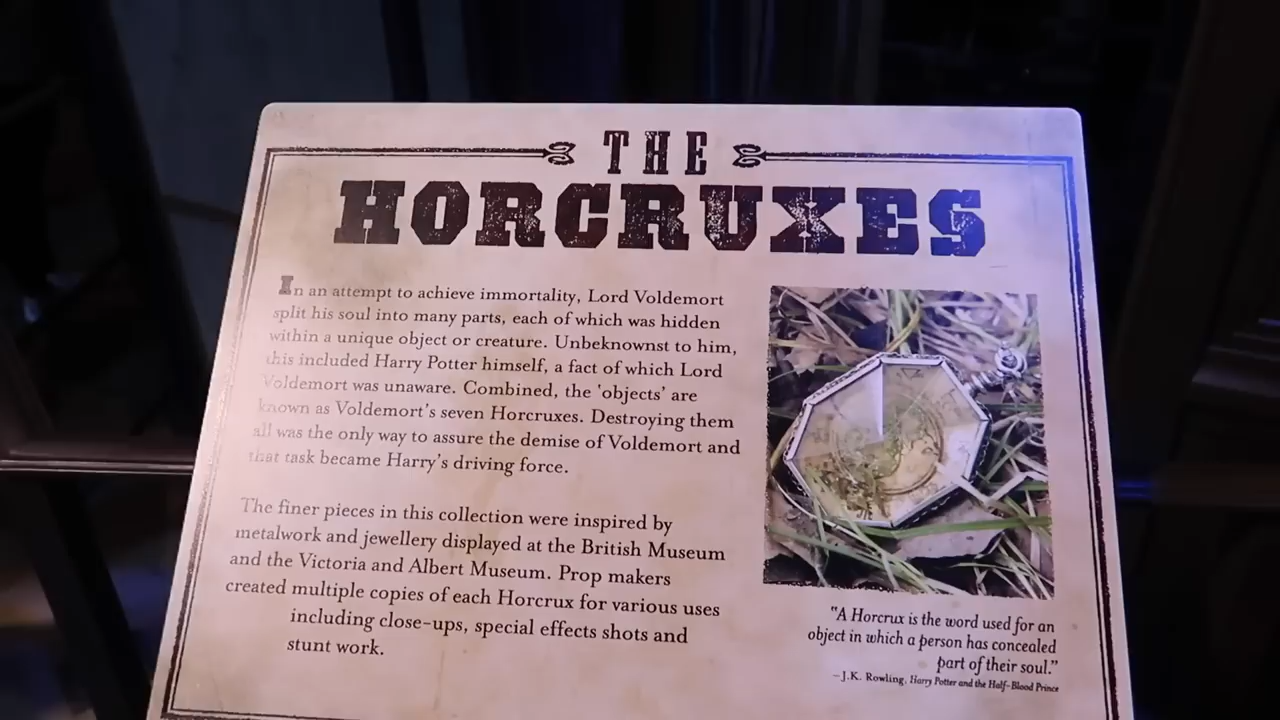 THE
HORCRUXES
In an attempt to achieve immortality, Lord Voldemort
split his soul into many parts, each of which was hidden
within a unique object or creature. Unbeknownst to him,
this included Harry Potter himself, a fact of which Lord
Voldemort was unaware. Combined, the 'objects' are
known as Voldemort's seven Horcruxes. Destroying them
all was the only way to assure the demise of Voldemort and
that task became Harry's driving force.
The finer pieces in this collection were inspired by
metalwork and jewellery displayed at the British Museum
and the Victoria and Albert Museum. Prop makers
created multiple copies of each Horcrux for various uses
including close-ups, special effects shots and
stunt work.
"A Horcrux is the word used for an
object in which a person has concealed
part of their soul."
–J.K. Rowling, Harry Potter and the Half-Blood Prince